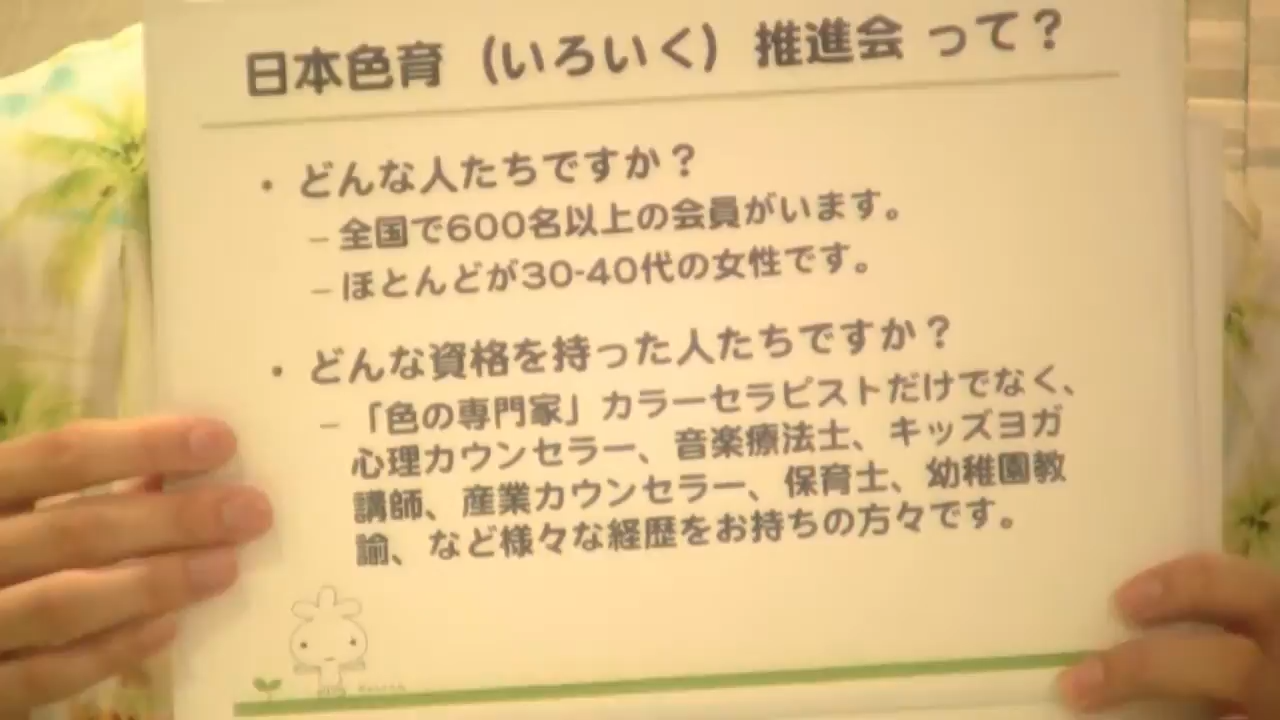 日本色育（いろいく）推進会 って？
・どんな人たちですか？
–全国で600名以上の会員がいます。
–ほとんどが30-40代の女性です。
・どんな資格を持った人たちですか？
–「色の専門家」カラーセラピストだけでなく、
心理カウンセラー、音楽療法士、キッズヨガ
講師、産業カウンセラー、保育士、幼稚園教
諭、など様々な経歴をお持ちの方々です。